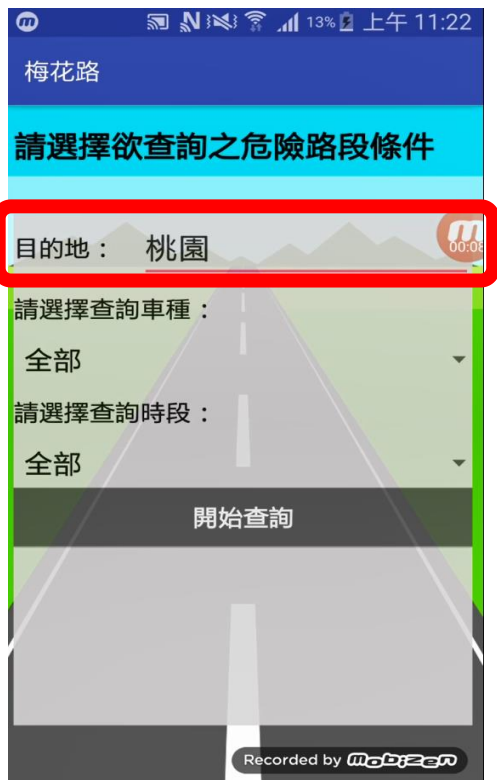 13% 上午 11:22
梅花路
請選擇欲查詢之危險路段條件
目的地： 桃園
00:08
請選擇查詢車種：
全部
請選擇查詢時段：
全部
開始查詢
Recorded by mobizen